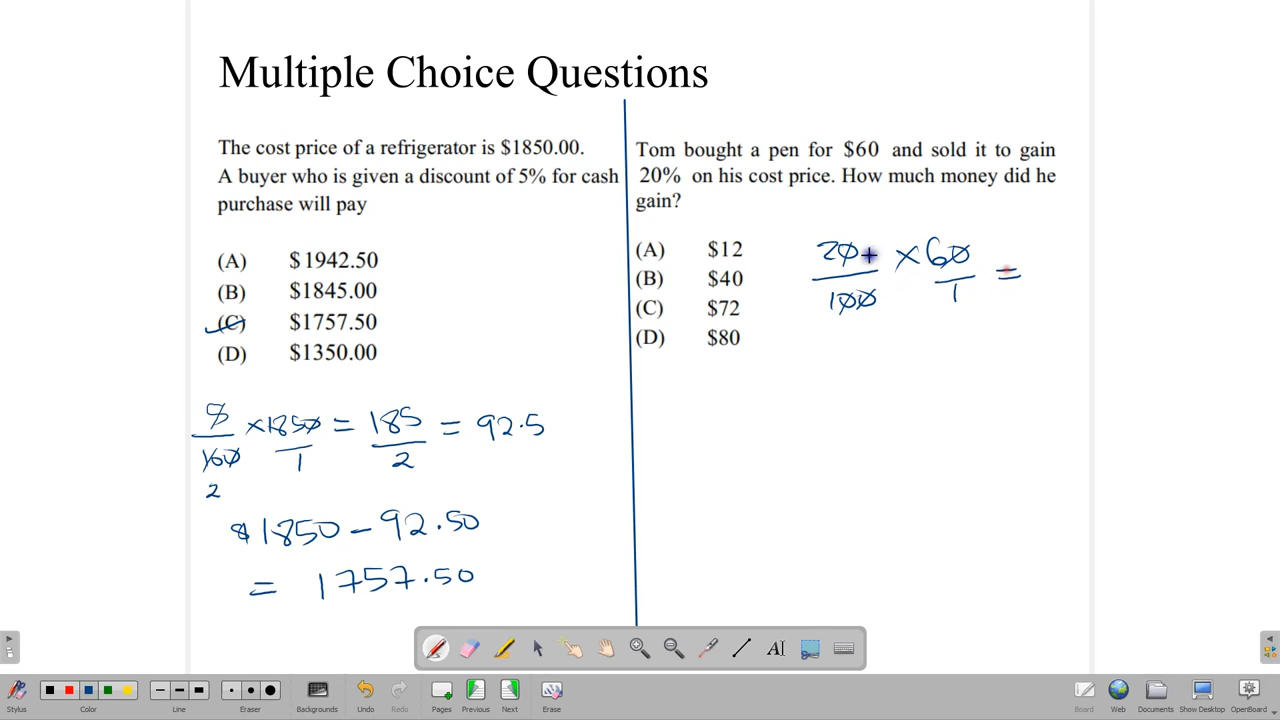 Multiple Choice Questions
The cost price of a refrigerator is $1850.00.
A buyer who is given a discount of 5% for cash
purchase will pay
(A) $1942.50
(B) $1845.00
(C) $1757.50
(D) $1350.00
5/100 ×1850/1 = 185/2 = 92.5
2
$1850 - 92.50
= 1757.50
Tom bought a pen for $60 and sold it to gain
20% on his cost price. How much money did he
gain?
(A) $12
(B) $40
(C) $72
(D) $80
20/100 × 60/1 =
Stylus
Color
Line
Eraser
Backgrounds
Undo
Redo
Pages
Previous
Next
Erase
Board
Web
Documents
Show Desktop
OpenBoard